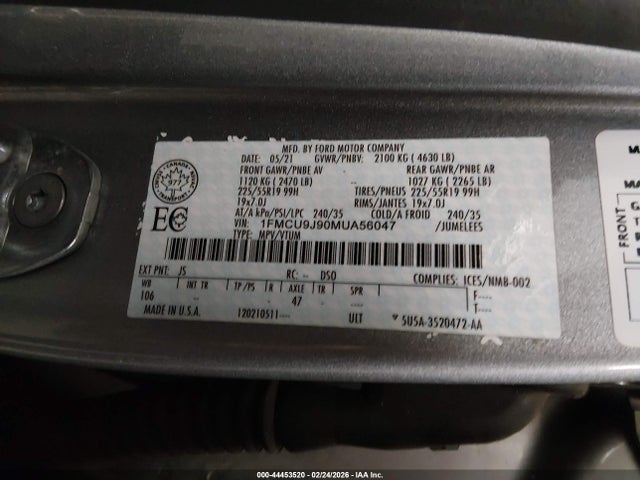 MFD. BY FORD MOTOR COMPANY
DATE: 05/21 GVWR/PNBV: 2100 KG ( 4630 LB)
FRONT GAWR/PNBE AV REAR GAWR/PNBE AR
1120 KG ( 2470 LB) 1027 KG ( 2265 LB)
225/55R19 99H TIRES/PNEUS 225/55R19 99H
19x7.0J RIMS/JANTES 19x7.0J
AT/A kPa/PSI/LPC 240/35 COLD/A FROID 240/35
VIN: 1FMCU9J90MUA56047 /JUMELEES
TYPE: MPV/VTUM
CANADA
977
TRANSPORT
EC
EXT PNT: JS RC: -- DSO COMPLIES: ICES/NMB-002
WB INT TR TP/PS R AXLE TR SPR F----
106 47 T----
MADE IN U.S.A. 120210511---- ULT 5U5A-3520472-AA
000-44453520 - 02/24/2026 - IAA Inc.